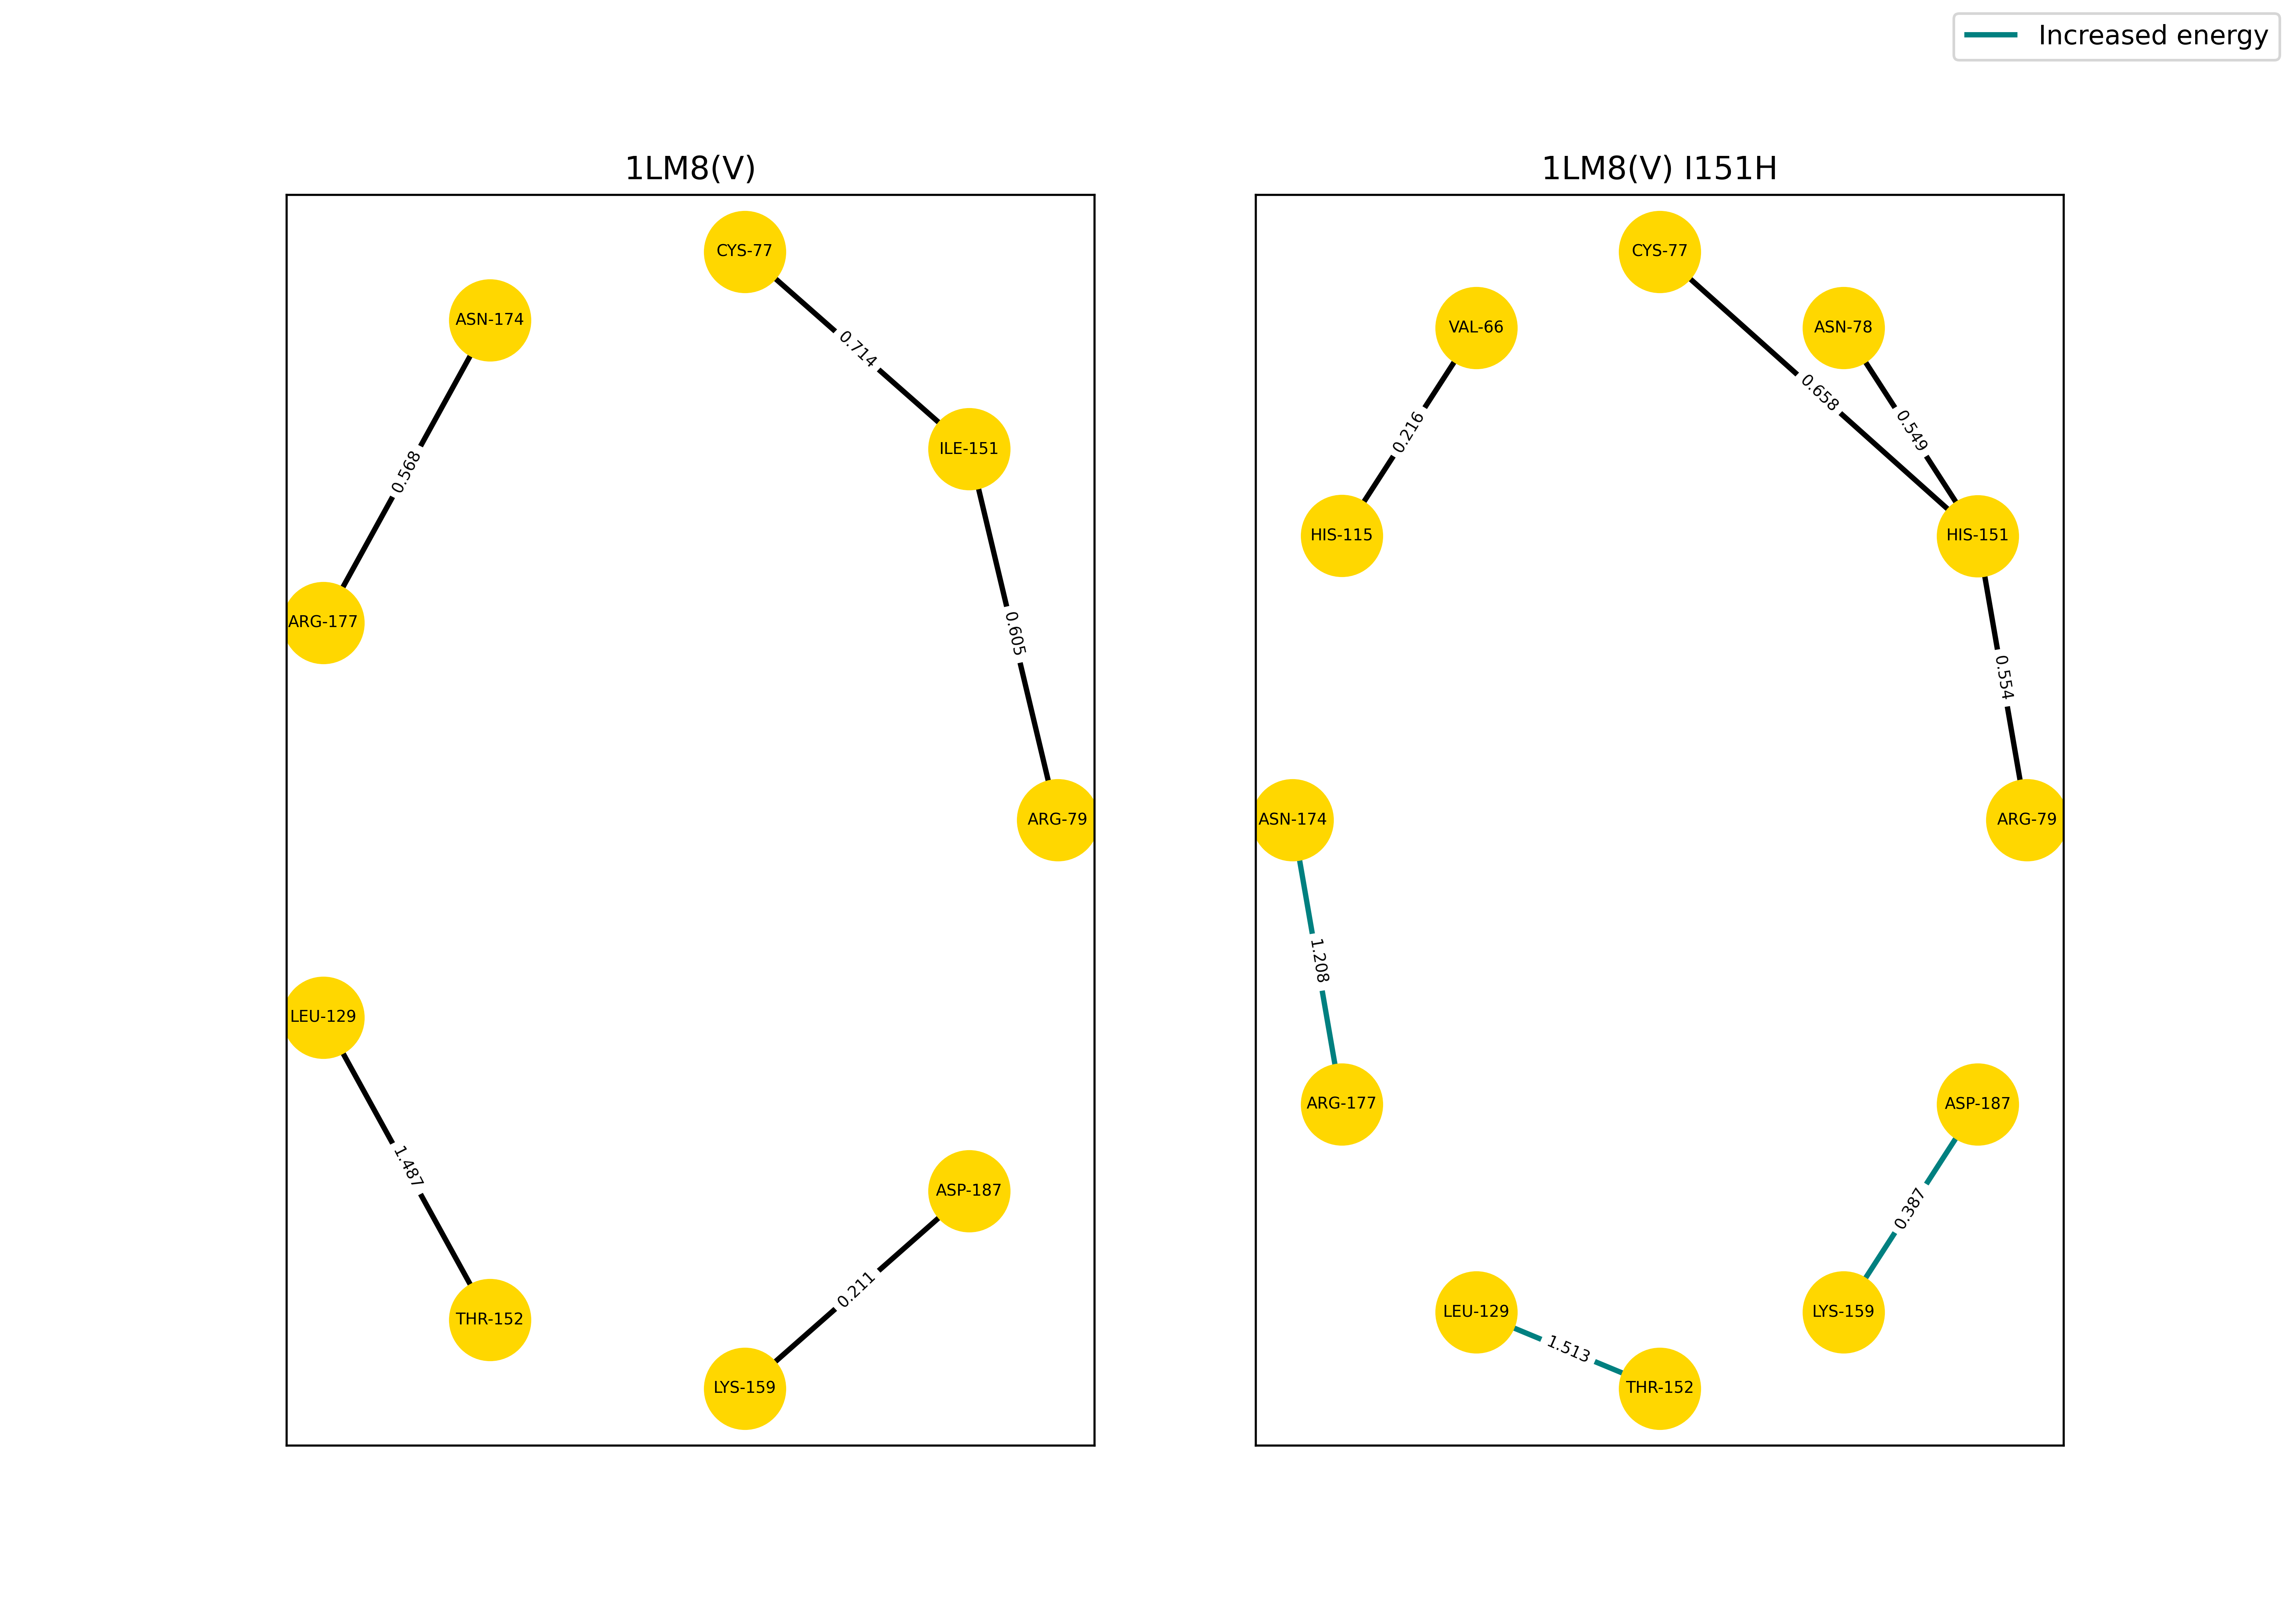 Increased energy
1LM8(V)
CYS-77
ASN-174
0.714
ILE-151
0.568
ARG-177
0.605
ARG-79
LEU-129
1.487
ASP-187
0.211
THR-152
LYS-159
1LM8(V) I151H
CYS-77
VAL-66
ASN-78
0.658
0.216
0.549
HIS-115
HIS-151
0.554
ASN-174
ARG-79
1.208
ARG-177
ASP-187
0.387
LEU-129
LYS-159
1.513
THR-152